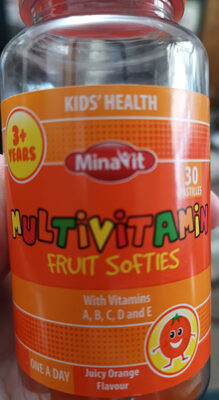 KIDS' HEALTH
3+
YEARS
MinaVit
30
PASTILLES
MULTIVITAMIN
FRUIT SOFTIES
With Vitamins
A, B, C, D and E
ONE A DAY
Juicy Orange
Flavour